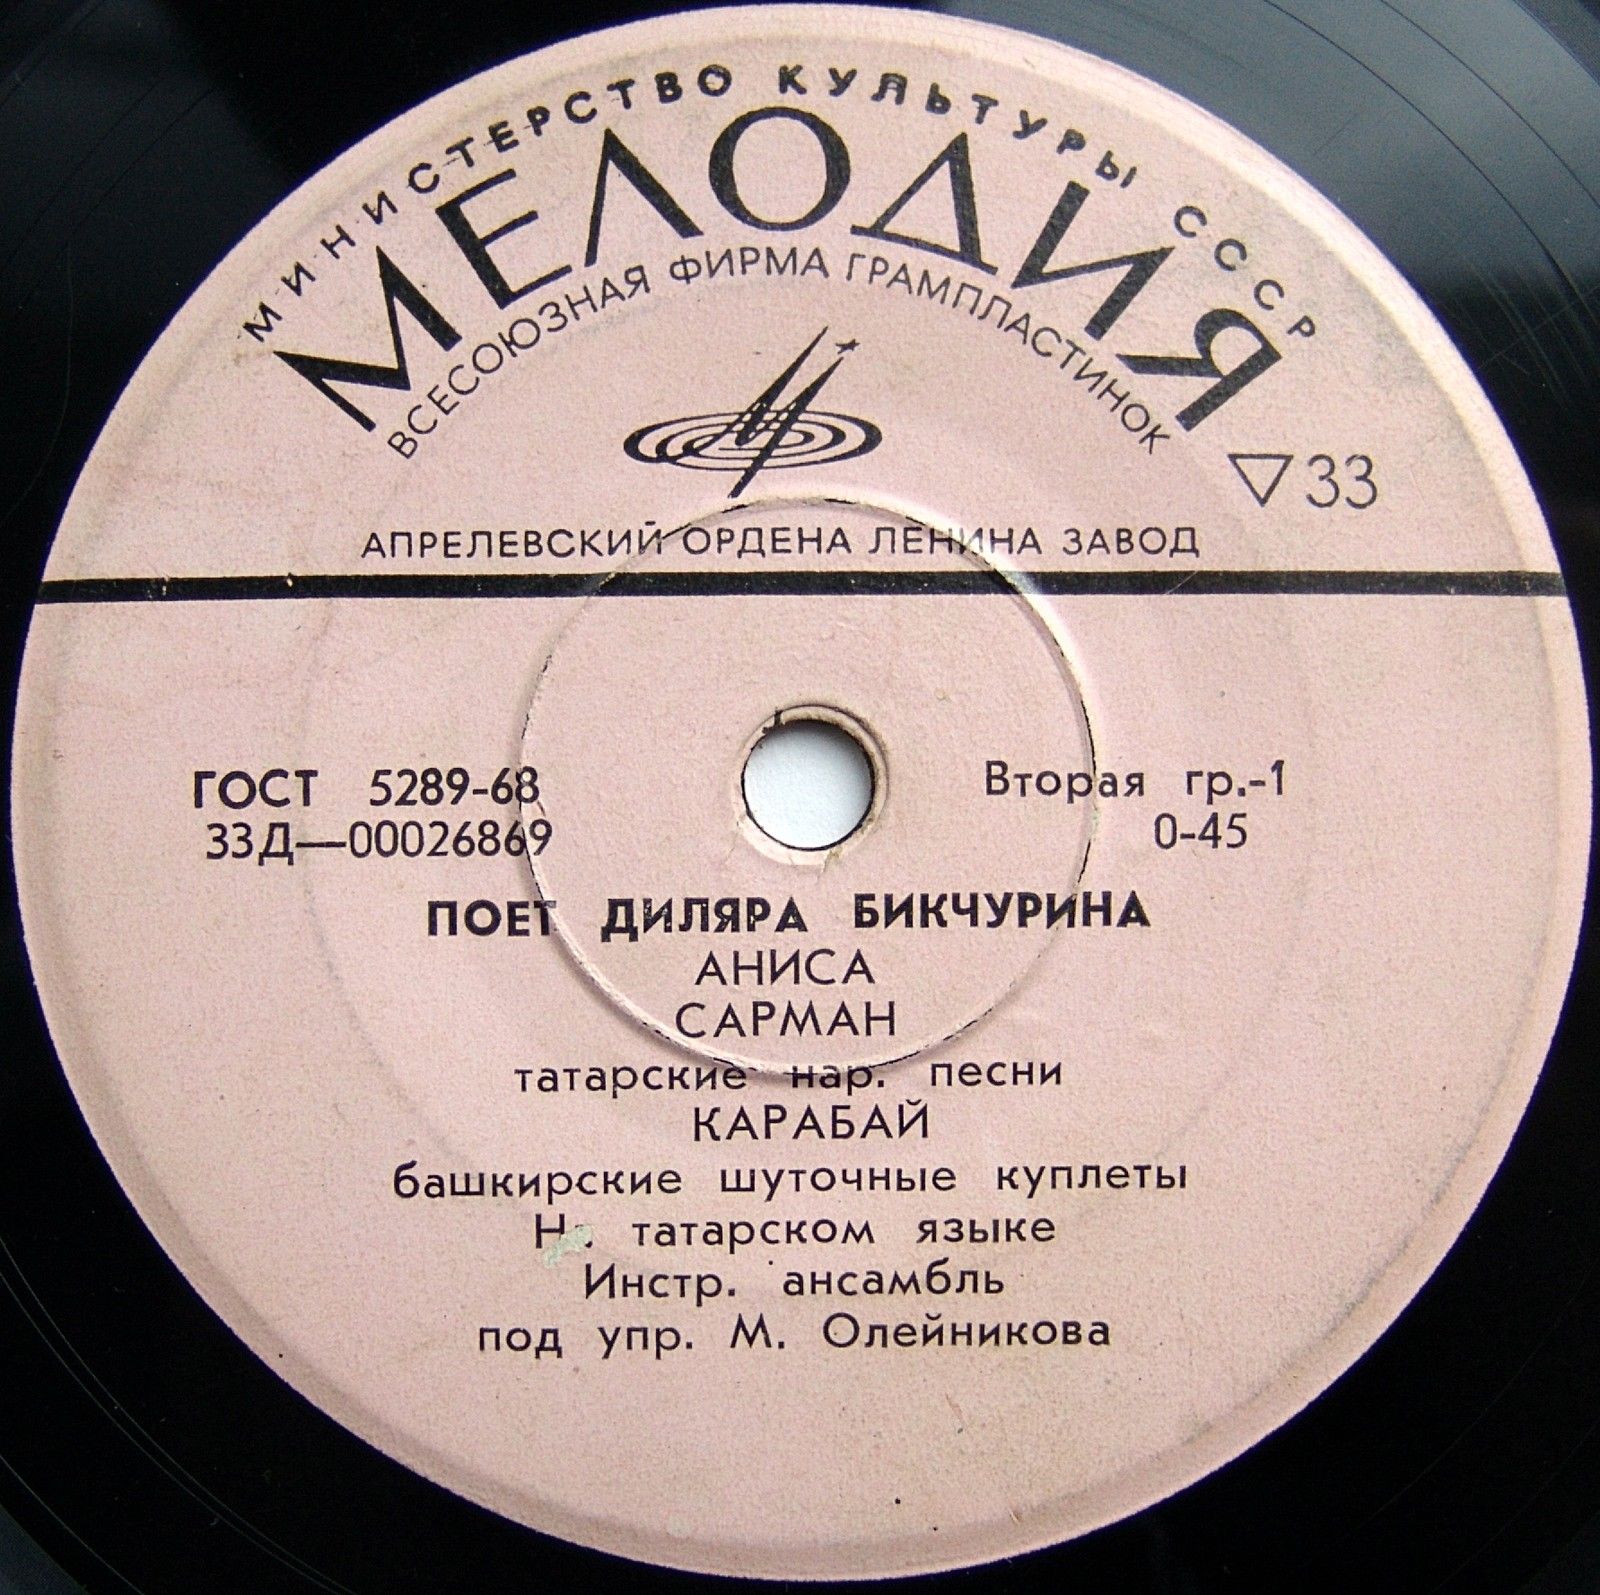 МИНИСТЕРСТВО КУЛЬТУРЫ СССР
МЕЛОДИЯ
ВСЕСОЮЗНАЯ ФИРМА ГРАМПЛАСТИНОК
▽33
АПРЕЛЕВСКИЙ ОРДЕНА ЛЕНИНА ЗАВОД
ГОСТ 5289-68
33Д—00026869
Вторая гр.-1
0-45
ПОЕТ ДИЛЯРА БИКЧУРИНА
АНИСА
САРМАН
татарские нар. песни
КАРАБАЙ
башкирские шуточные куплеты
татарском языке
Инстр. ансамбль
под упр. М. Олейникова